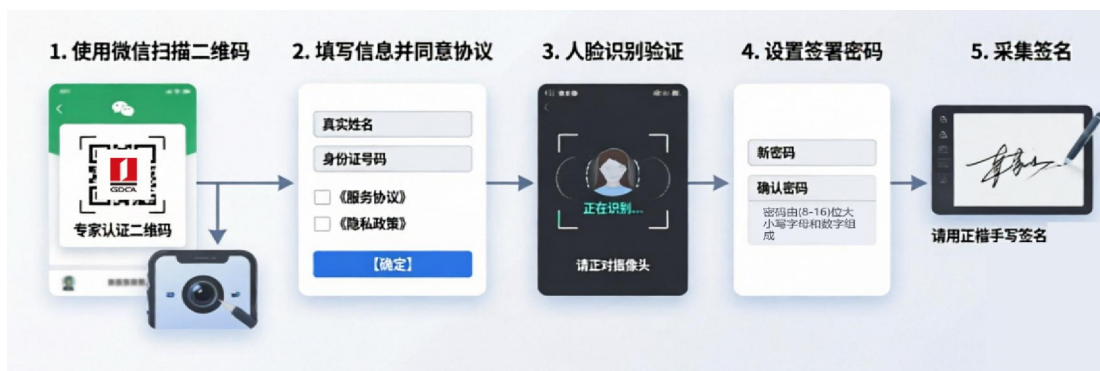 1. 使用微信扫描二维码
GDCA
专家认证二维码
2. 填写信息并同意协议
真实姓名
身份证号码
《服务协议》
《隐私政策》
【确定】
3. 人脸识别验证
正在识别...
请正对摄像头
4. 设置签署密码
新密码
确认密码
密码由(8-16)位大
小写字母和数字组
成
5. 采集签名
请用正楷手写签名